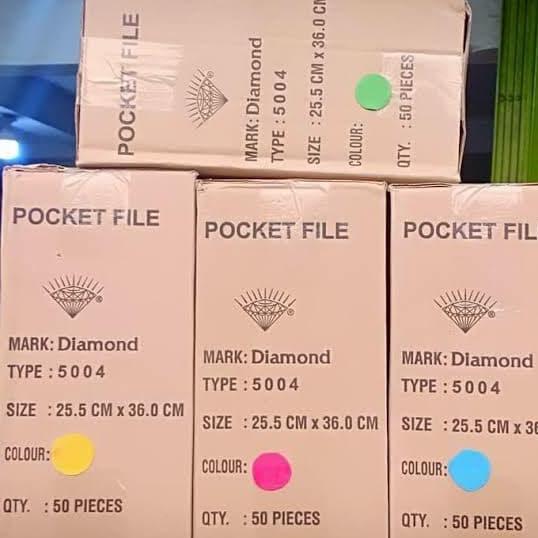 POCKET FILE
®
MARK: Diamond
TYPE : 5004
SIZE : 25.5 CM x 36.0 CM
COLOUR:
QTY. : 50 PIECES
POCKET FILE
®
MARK: Diamond
TYPE : 5004
SIZE : 25.5 CM x 36.0 CM
COLOUR:
QTY. : 50 PIECES
POCKET FILE
®
MARK: Diamond
TYPE : 5004
SIZE : 25.5 CM x 36.0 CM
COLOUR:
QTY. : 50 PIECES
POCKET FIL
®
MARK: Diamond
TYPE : 5004
SIZE : 25.5 CM x 36
COLOUR:
QTY. : 50 PIECES